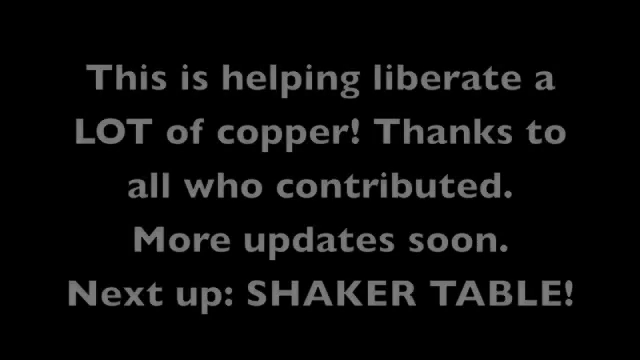 This is helping liberate a
LOT of copper! Thanks to
all who contributed.
More updates soon.
Next up: SHAKER TABLE!